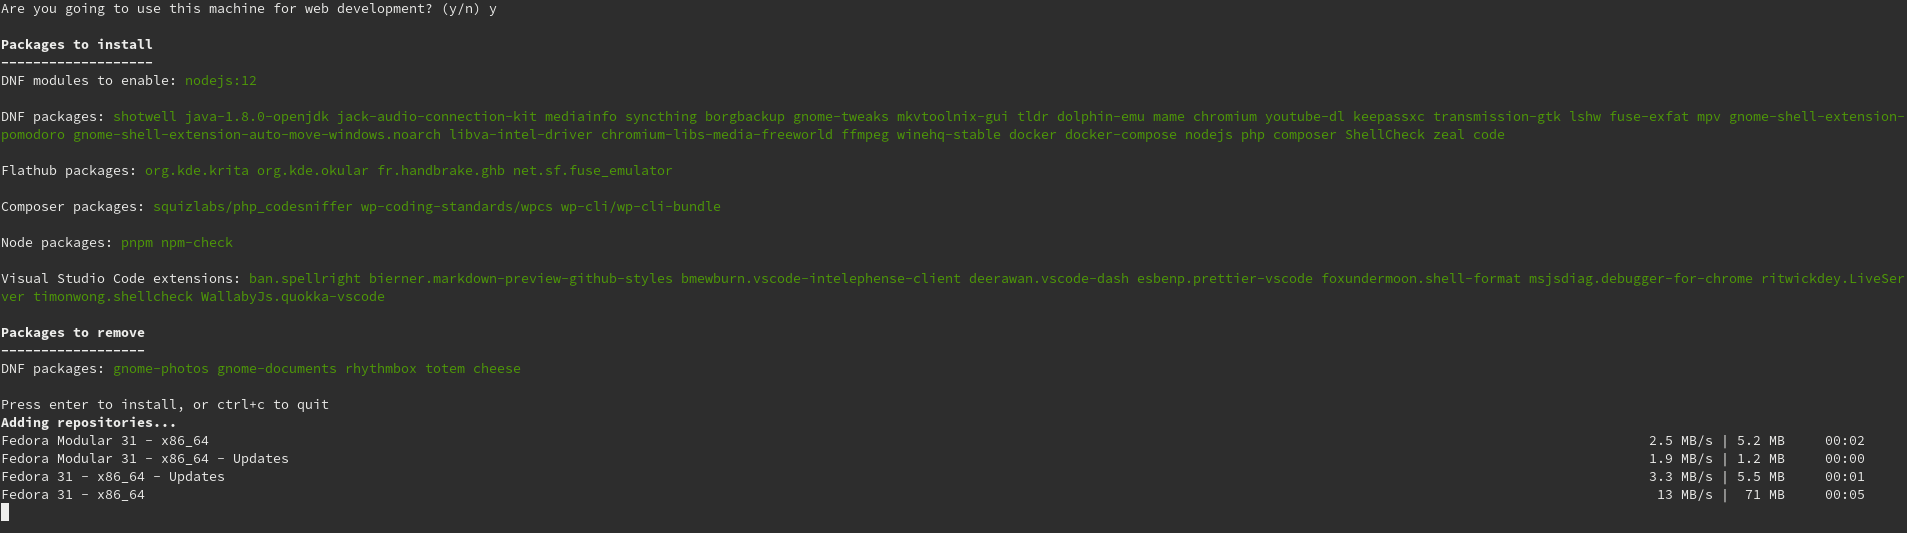 Are you going to use this machine for web development? (y/n) y
Packages to install
-------------------
DNF modules to enable: nodejs:12
DNF packages: shotwell java-1.8.0-openjdk jack-audio-connection-kit mediainfo syncthing borgbackup gnome-tweaks mkvtoolnix-gui tldr dolphin-emu mame chromium youtube-dl keepassxc transmission-gtk lshw fuse-exfat mpv gnome-shell-extension-
pomodoro gnome-shell-extension-auto-move-windows.noarch libva-intel-driver chromium-libs-media-freeworld ffmpeg winehq-stable docker docker-compose nodejs php composer ShellCheck zeal code
Flathub packages: org.kde.krita org.kde.okular fr.handbrake.ghb net.sf.fuse_emulator
Composer packages: squizlabs/php_codesniffer wp-coding-standards/wpcs wp-cli/wp-cli-bundle
Node packages: pnpm npm-check
Visual Studio Code extensions: ban.spellright bierner.markdown-preview-github-styles bmewburn.vscode-intelephense-client deerawan.vscode-dash esbenp.prettier-vscode foxundermoon.shell-format msjsdiag.debugger-for-chrome ritwickdey.LiveSer
ver timonwong.shellcheck WallabyJs.quokka-vscode
Packages to remove
------------------
DNF packages: gnome-photos gnome-documents rhythmbox totem cheese
Press enter to install, or ctrl+c to quit
Adding repositories...
Fedora Modular 31 - x86_64 2.5 MB/s | 5.2 MB 00:02
Fedora Modular 31 - x86_64 - Updates 1.9 MB/s | 1.2 MB 00:00
Fedora 31 - x86_64 - Updates 3.3 MB/s | 5.5 MB 00:01
Fedora 31 - x86_64 13 MB/s | 71 MB 00:05